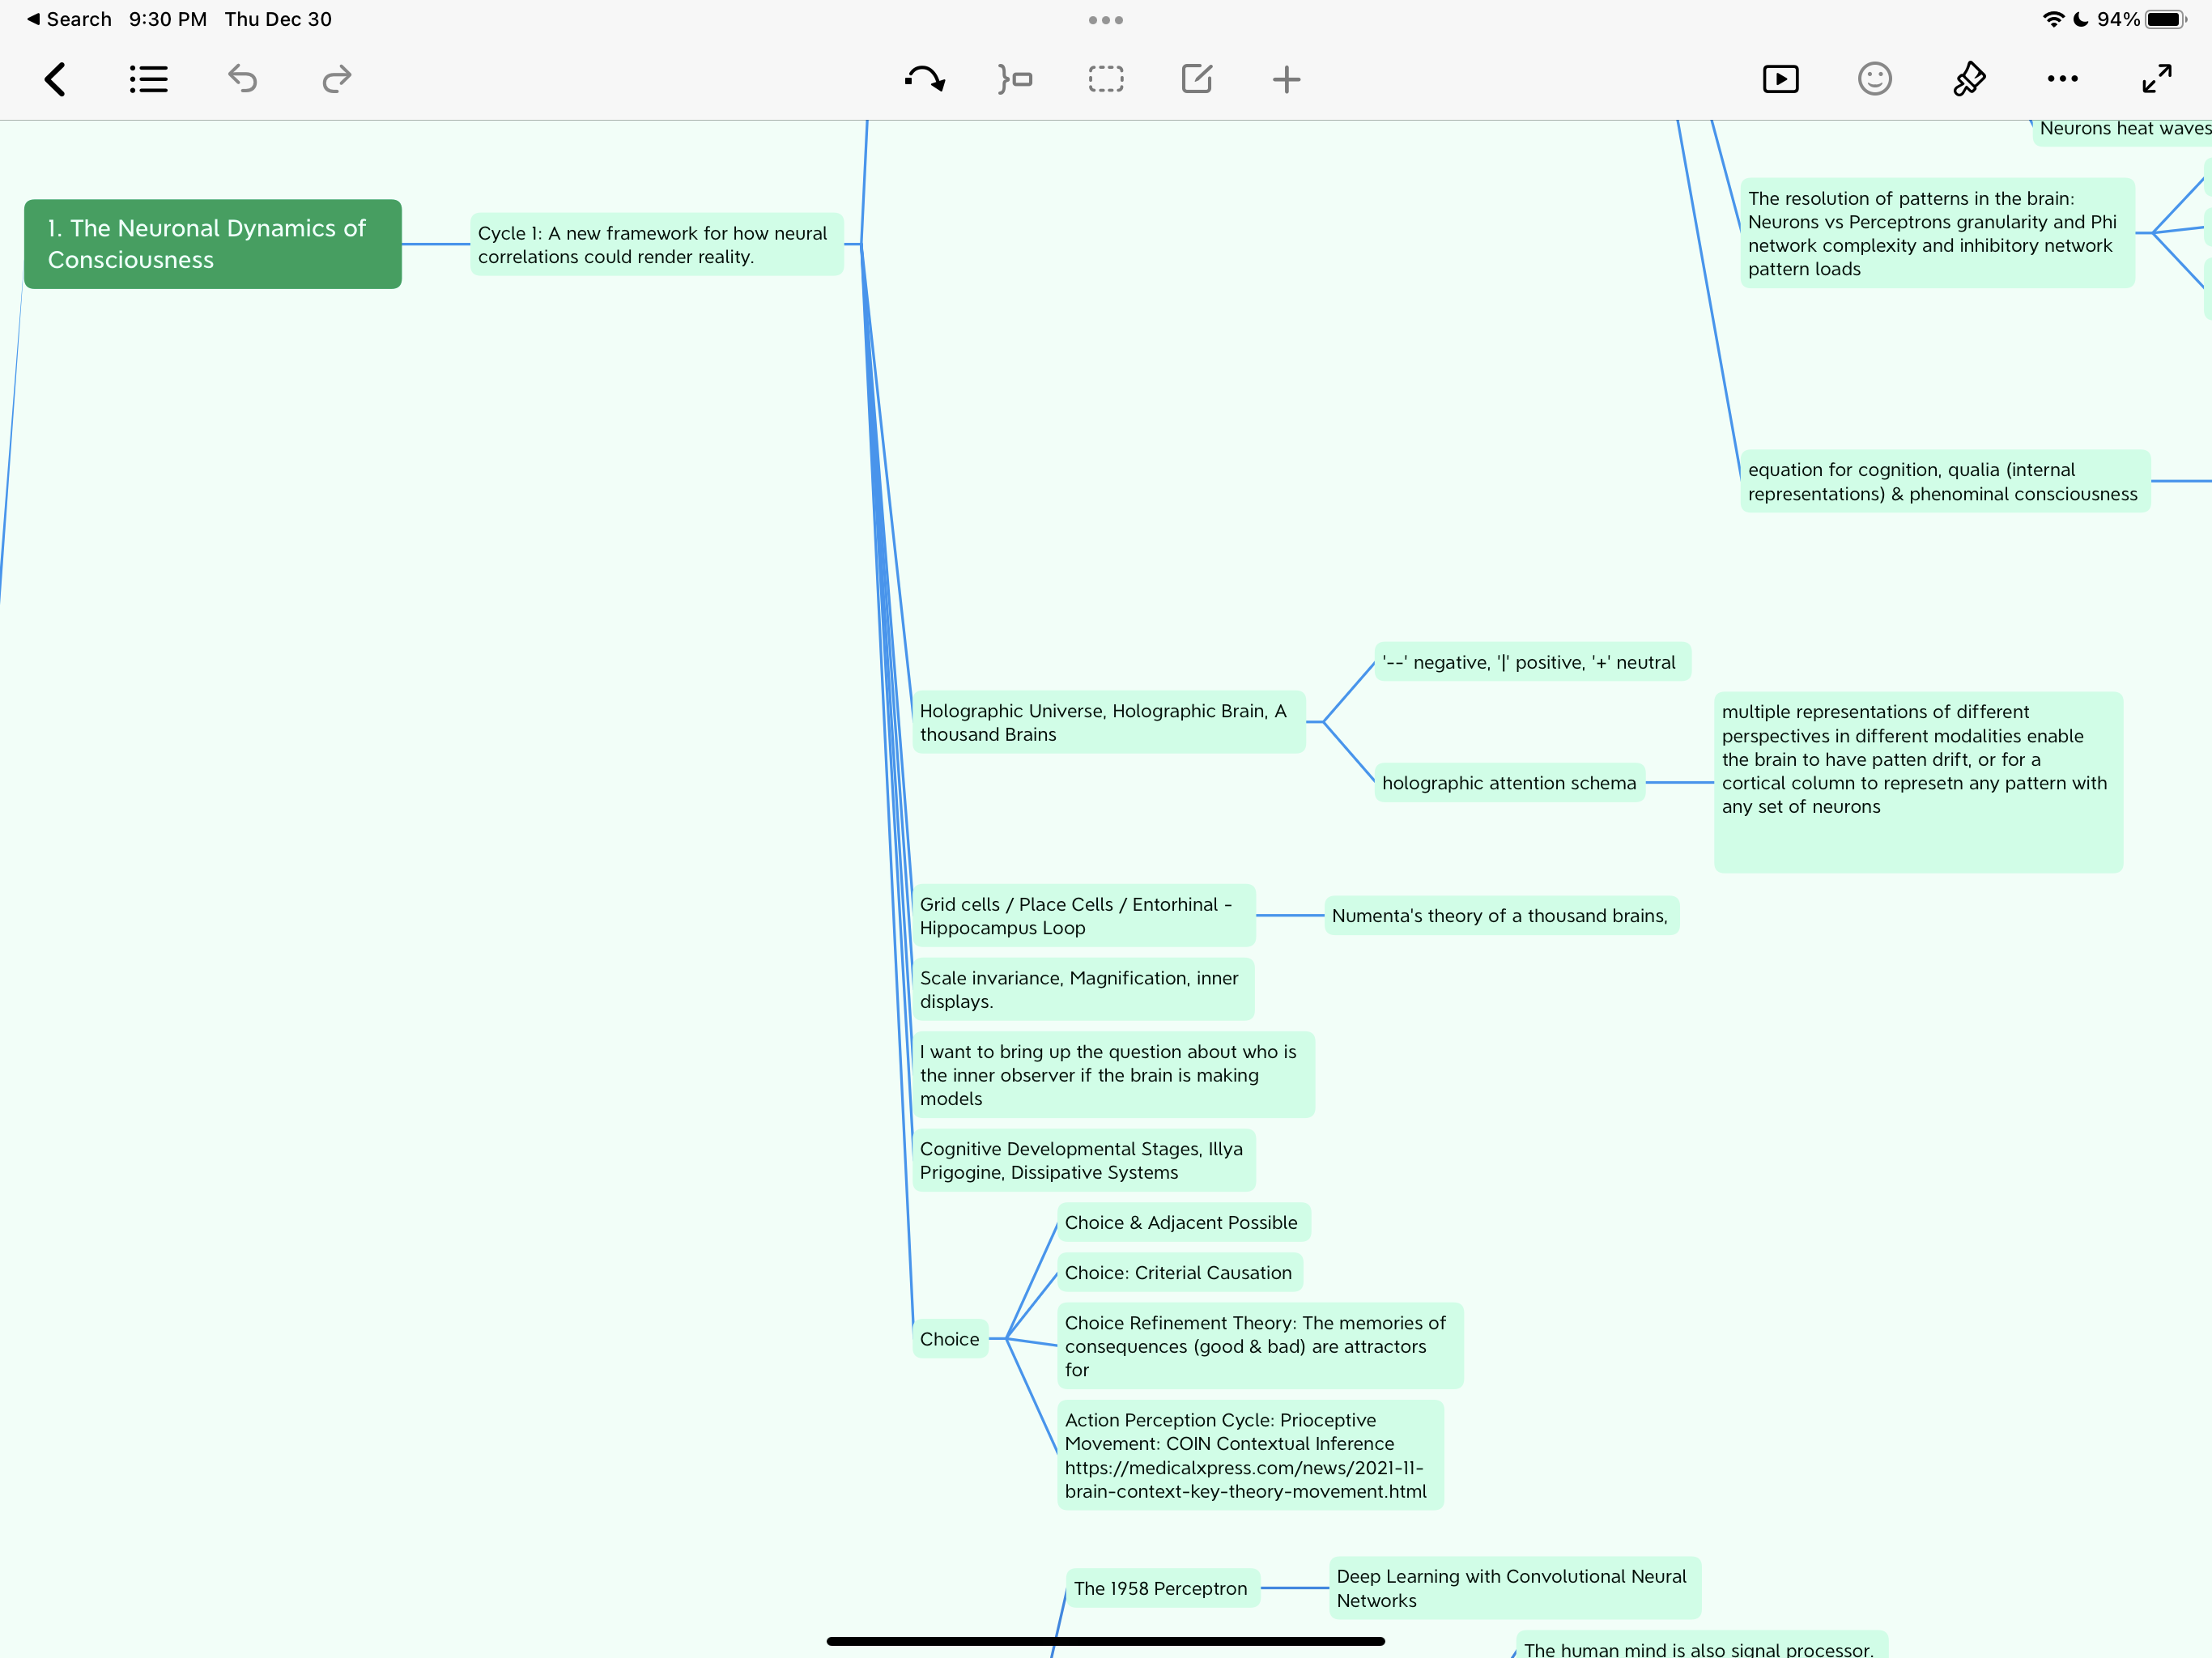 Search 9:30 PM Thu Dec 30
94%
Neurons heat waves
1. The Neuronal Dynamics of
Consciousness
Cycle 1: A new framework for how neural
correlations could render reality.
The resolution of patterns in the brain:
Neurons vs Perceptrons granularity and Phi
network complexity and inhibitory network
pattern loads
equation for cognition, qualia (internal
representations) & phenominal consciousness
Holographic Universe, Holographic Brain, A
thousand Brains
'--' negative, '|' positive, '+' neutral
holographic attention schema
multiple representations of different
perspectives in different modalities enable
the brain to have patten drift, or for a
cortical column to represetn any pattern with
any set of neurons
Grid cells / Place Cells / Entorhinal -
Hippocampus Loop
Numenta's theory of a thousand brains,
Scale invariance, Magnification, inner
displays.
I want to bring up the question about who is
the inner observer if the brain is making
models
Cognitive Developmental Stages, Illya
Prigogine, Dissipative Systems
Choice
Choice & Adjacent Possible
Choice: Criterial Causation
Choice Refinement Theory: The memories of
consequences (good & bad) are attractors
for
Action Perception Cycle: Prioceptive
Movement: COIN Contextual Inference
https://medicalxpress.com/news/2021-11-
brain-context-key-theory-movement.html
The 1958 Perceptron
Deep Learning with Convolutional Neural
Networks
The human mind is also signal processor.